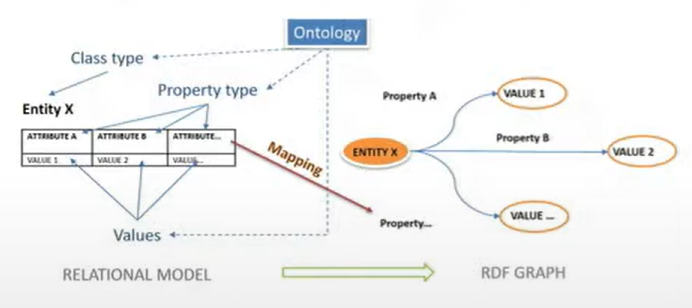 Ontology
Class type
Property type
Entity X
ATTRIBUTE A ATTRIBUTE B ATTRIBUTE...
VALUE 1 VALUE 2 VALUE...
Values
RELATIONAL MODEL
Mapping
Property A
Property B
Property...
ENTITY X
VALUE 1
VALUE 2
VALUE ...
RDF GRAPH